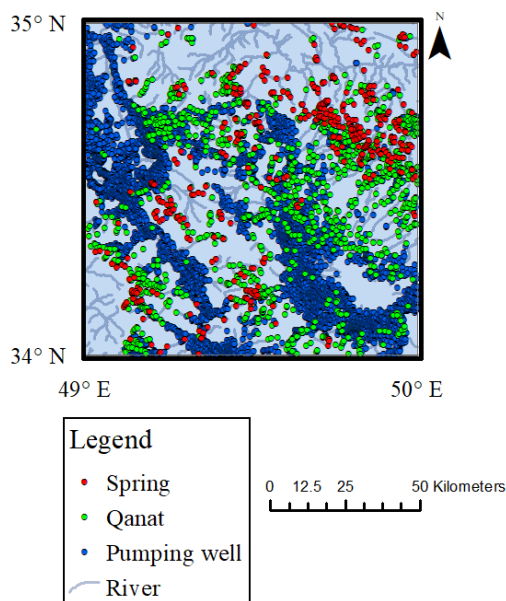 35° N
N
34° N
49° E
50° E
Legend
Spring
Qanat
Pumping well
River
0 12.5 25 50 Kilometers